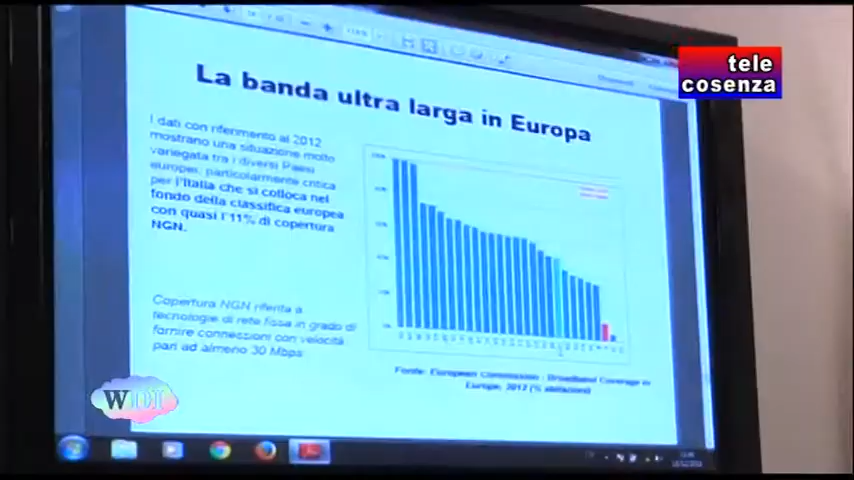 tele
cosenza
La banda ultra larga in Europa
I dati con riferimento al 2012
mostrano una situazione molto
variegata tra i diversi Paesi
europei, particolarmente critica
per l'Italia che si colloca nel
fondo della classifica europea
con quasi l'11% di copertura
NGN.
Copertura NGN riferita a
tecnologie di rete fissa in grado di
fornire connessioni con velocità
pari ad almeno 30 Mbps
Fonte: European Commission - Broadband Coverage in
Europe, 2012 (% abitazioni)
WDI